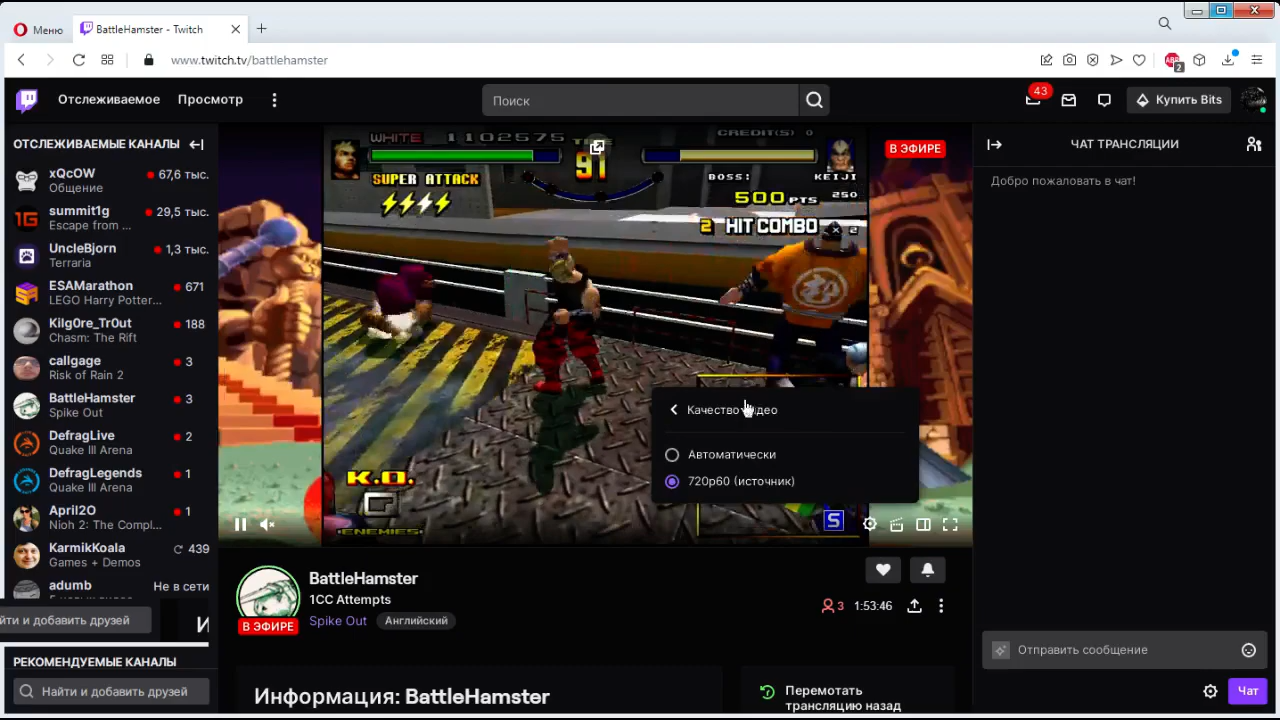 Меню
BattleHamster - Twitch
www.twitch.tv/battlehamster
2
Отслеживаемое
Просмотр
Поиск
43
Купить Bits
ОТСЛЕЖИВАЕМЫЕ КАНАЛЫ
xQcOW
67,6 тыс.
Общение
summit1g
29,5 тыс.
Escape from ...
UncleBjorn
1,3 тыс.
Terraria
ESAMarathon
671
LEGO Harry Potter...
Kilg0re_Tr0ut
188
Chasm: The Rift
callgage
3
Risk of Rain 2
BattleHamster
3
Spike Out
DefragLive
2
Quake III Arena
DefragLegends
1
Quake III Arena
April2O
1
Nioh 2: The Compl...
KarmikKoala
439
Games + Demos
adumb
Не в сети
йти и добавить друзей
РЕКОМЕНДУЕМЫЕ КАНАЛЫ
Найти и добавить друзей
WHITE 1102575
CREDIT(S) 0
91
SUPER ATTACK
BOSS: KEIJI
500 PTS 250
2 HIT COMBO
2
В ЭФИРЕ
Качество видео
Автоматически
720p60 (источник)
K.O.
ENEMIES
S
BattleHamster
1CC Attempts
Spike Out
Английский
В ЭФИРЕ
3
1:53:46
Информация: BattleHamster
Перемотать
трансляцию назад
ЧАТ ТРАНСЛЯЦИИ
Добро пожаловать в чат!
Отправить сообщение
Чат